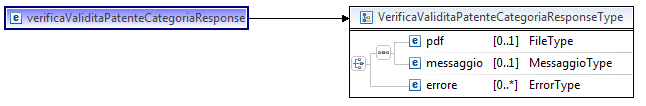 e verificaValiditaPatenteCategoriaResponse
VerificaValiditaPatenteCategoriaResponseType
e pdf [0..1] FileType
e messaggio [0..1] MessaggioType
e errore [0..*] ErrorType